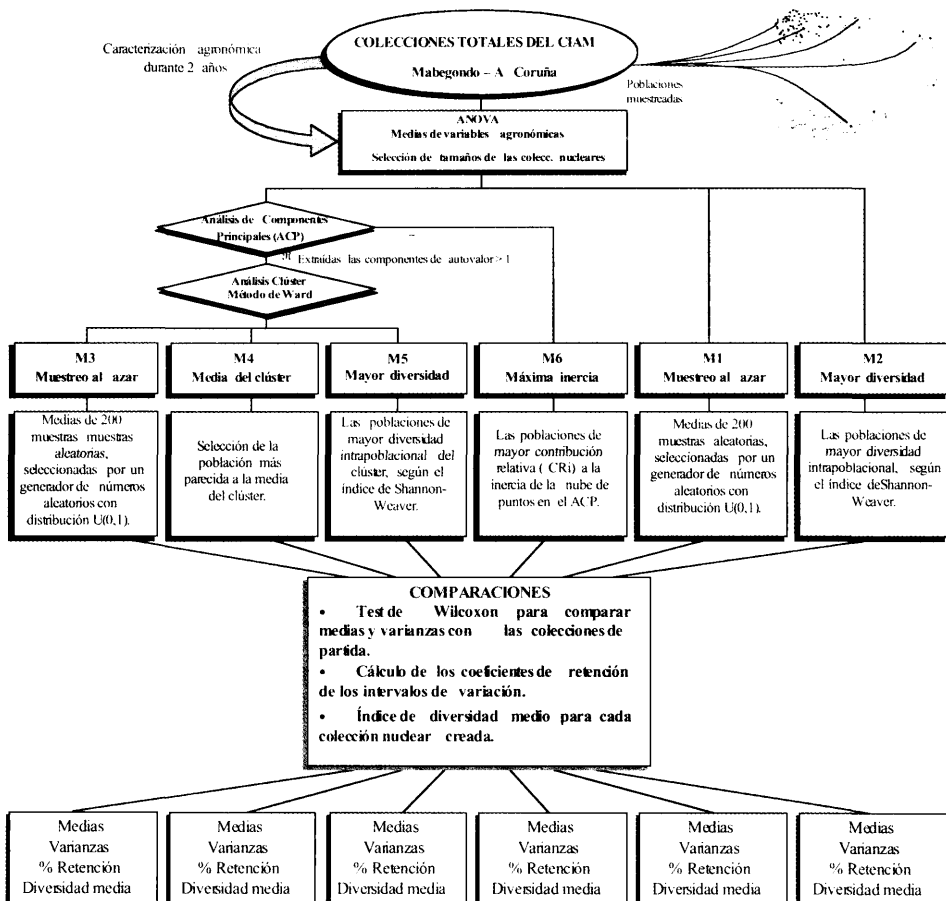 Caracterización agronómica
durante 2 años
COLECCIONES TOTALES DEL CIAM
Mabegondo – A Coruña
Poblaciones
muestreadas
ANOVA
Medias de variables agronómicas
Selección de tamaños de las colecc. nucleares
Análisis de Componentes
Principales (ACP)
Extraídas las componentes de autovalor > 1
Análisis Clúster
Método de Ward
M3
Muestreo al azar
M4
Media del clúster
M5
Mayor diversidad
M6
Máxima inercia
M1
Muestreo al azar
M2
Mayor diversidad
Medias de 200
muestras muestras
aleatorias,
seleccionadas por un
generador de números
aleatorios con
distribución U(0,1).
Selección de la
población más
parecida a la media
del clúster.
Las poblaciones de
mayor diversidad
intrapoblacional del
clúster, según el
índice de Shannon-
Weaver.
Las poblaciones de
mayor contribución
relativa ( CRi) a la
inercia de la nube de
puntos en el ACP.
Medias de 200
muestras aleatorias,
seleccionadas por un
generador de números
aleatorios con
distribución U(0,1).
Las poblaciones de
mayor diversidad
intrapoblacional, según
el índice deShannon-
Weaver.
COMPARACIONES
• Test de Wilcoxon para comparar
medias y varianzas con las colecciones de
partida.
• Cálculo de los coeficientes de retención
de los intervalos de variación.
• Índice de diversidad medio para cada
colección nuclear creada.
Medias
Varianzas
% Retención
Diversidad media
Medias
Varianzas
% Retención
Diversidad media
Medias
Varianzas
% Retención
Diversidad media
Medias
Varianzas
% Retención
Diversidad media
Medias
Varianzas
% Retención
Diversidad media
Medias
Varianzas
% Retención
Diversidad media